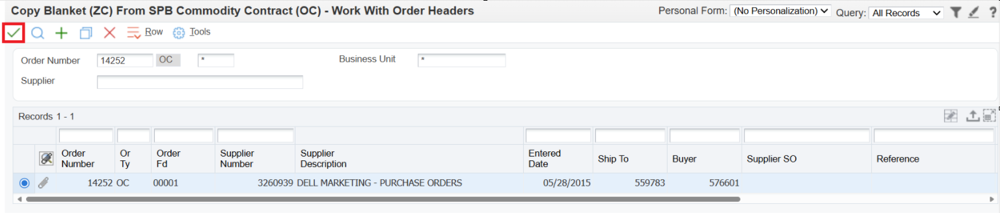 Copy Blanket (ZC) From SPB Commodity Contract (OC) - Work With Order Headers Personal Form: (No Personalization) Query: All Records ?
Row Tools
Order Number 14252 OC * Business Unit *
Supplier
Records 1 - 1
Order Number Or Ty Order Fd Supplier Number Supplier Description Entered Date Ship To Buyer Supplier SO Reference
14252 OC 00001 3260939 DELL MARKETING - PURCHASE ORDERS 05/28/2015 559783 576601